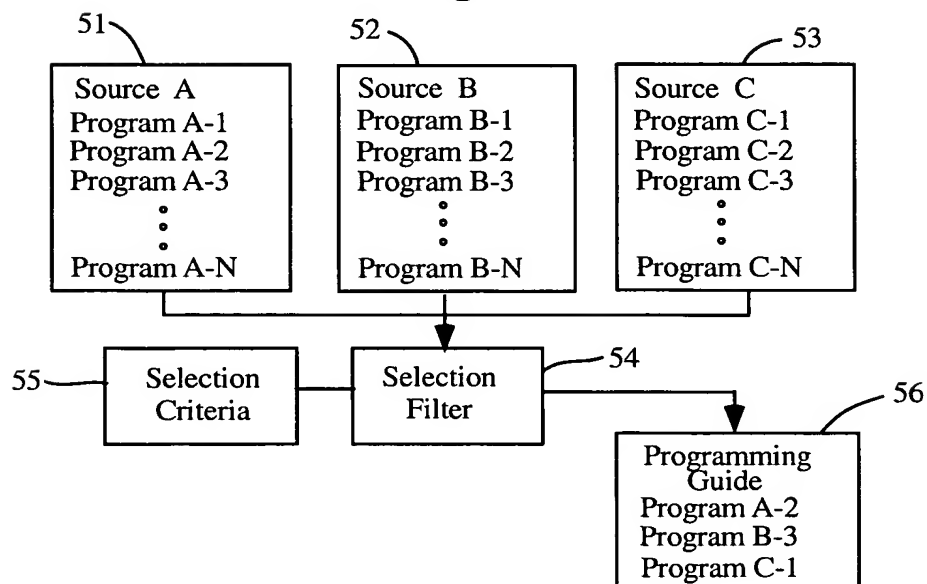 51
52
53
Source A
Program A-1
Program A-2
Program A-3
Program A-N
Source B
Program B-1
Program B-2
Program B-3
Program B-N
Source C
Program C-1
Program C-2
Program C-3
Program C-N
55
Selection
Criteria
Selection
Filter
54
56
Programming
Guide
Program A-2
Program B-3
Program C-1